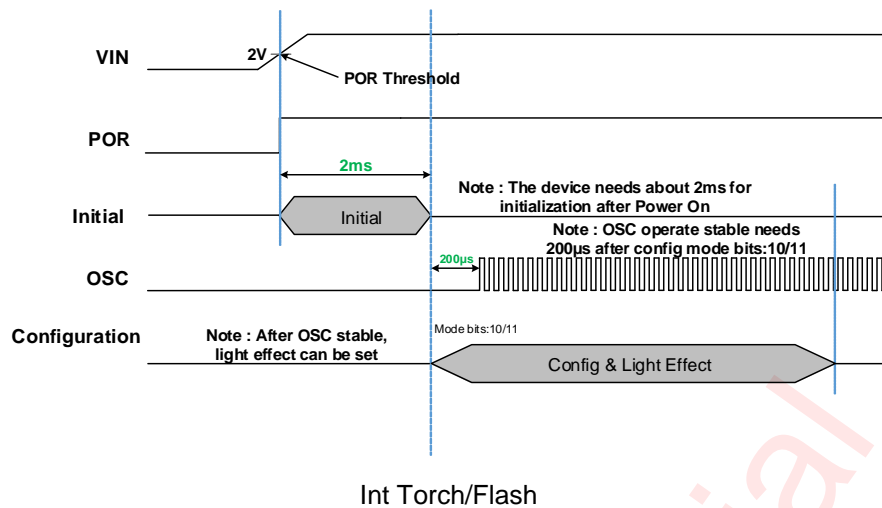 VIN
2V
POR Threshold
POR
2ms
Note : The device needs about 2ms for
initialization after Power On
Initial
Initial
Note : OSC operate stable needs
200μs after config mode bits:10/11
200μs
OSC
Configuration
Note : After OSC stable,
light effect can be set
Mode bits:10/11
Config & Light Effect
Int Torch/Flash